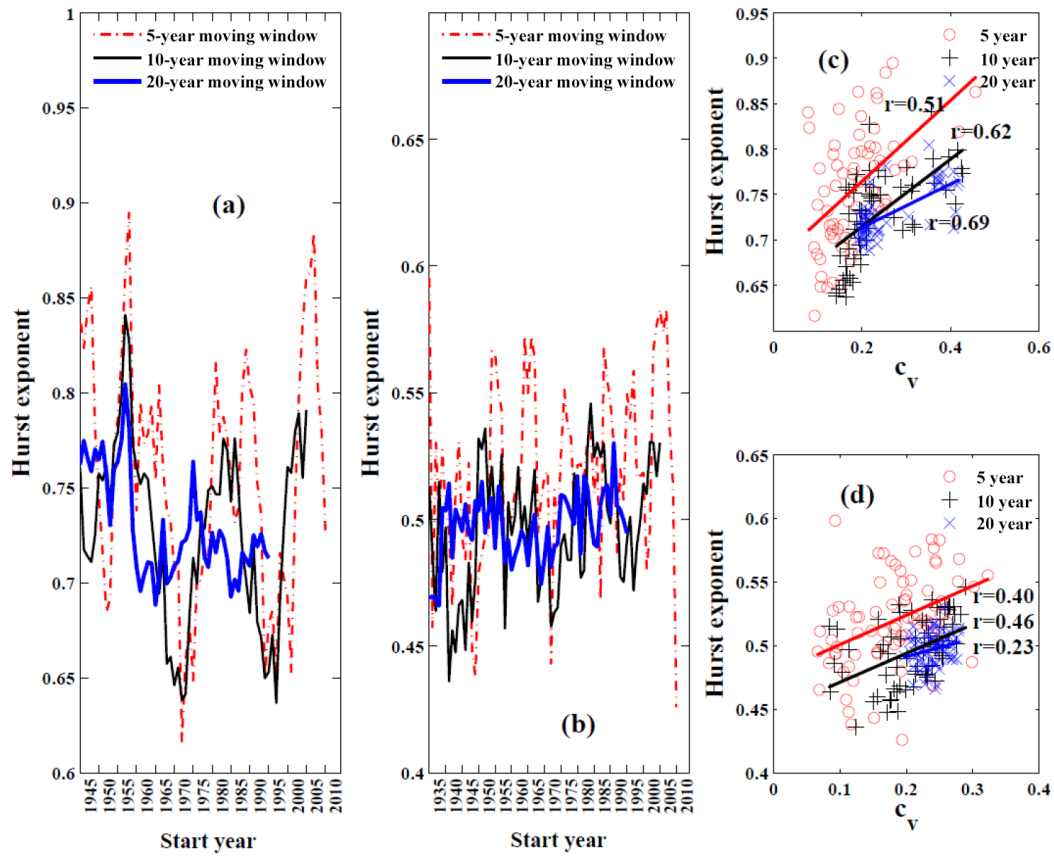 5-year moving window
10-year moving window
20-year moving window
(a)
Hurst exponent
1
0.95
0.9
0.85
0.8
0.75
0.7
0.65
0.6
1945
1955
1960
1965
1970
1975
1980
1985
1990
1995
2000
2005
2010
Start year
5-year moving window
10-year moving window
20-year moving window
(b)
Hurst exponent
0.65
0.6
0.55
0.5
0.45
0.4
1935
1940
1945
1950
1955
1960
1965
1970
1975
1980
1985
1990
1995
2000
2005
2010
Start year
(c)
5 year
10 year
20 year
r=0.51
r=0.62
r=0.69
Hurst exponent
0.95
0.9
0.85
0.8
0.75
0.7
0.65
0
0.2
0.4
0.6
cv
(d)
5 year
10 year
20 year
r=0.40
r=0.46
r=0.23
Hurst exponent
0.65
0.6
0.55
0.5
0.45
0.4
0
0.1
0.2
0.3
0.4
cv